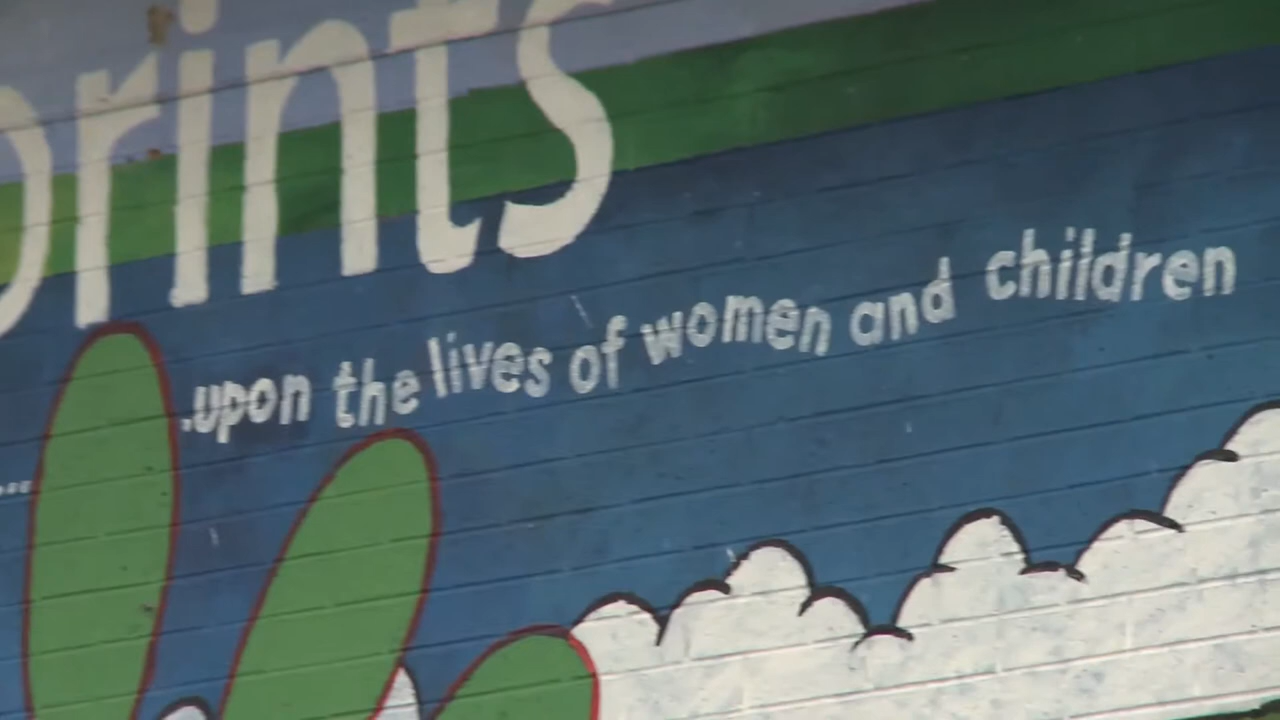 prints
...
.upon the lives of women and children